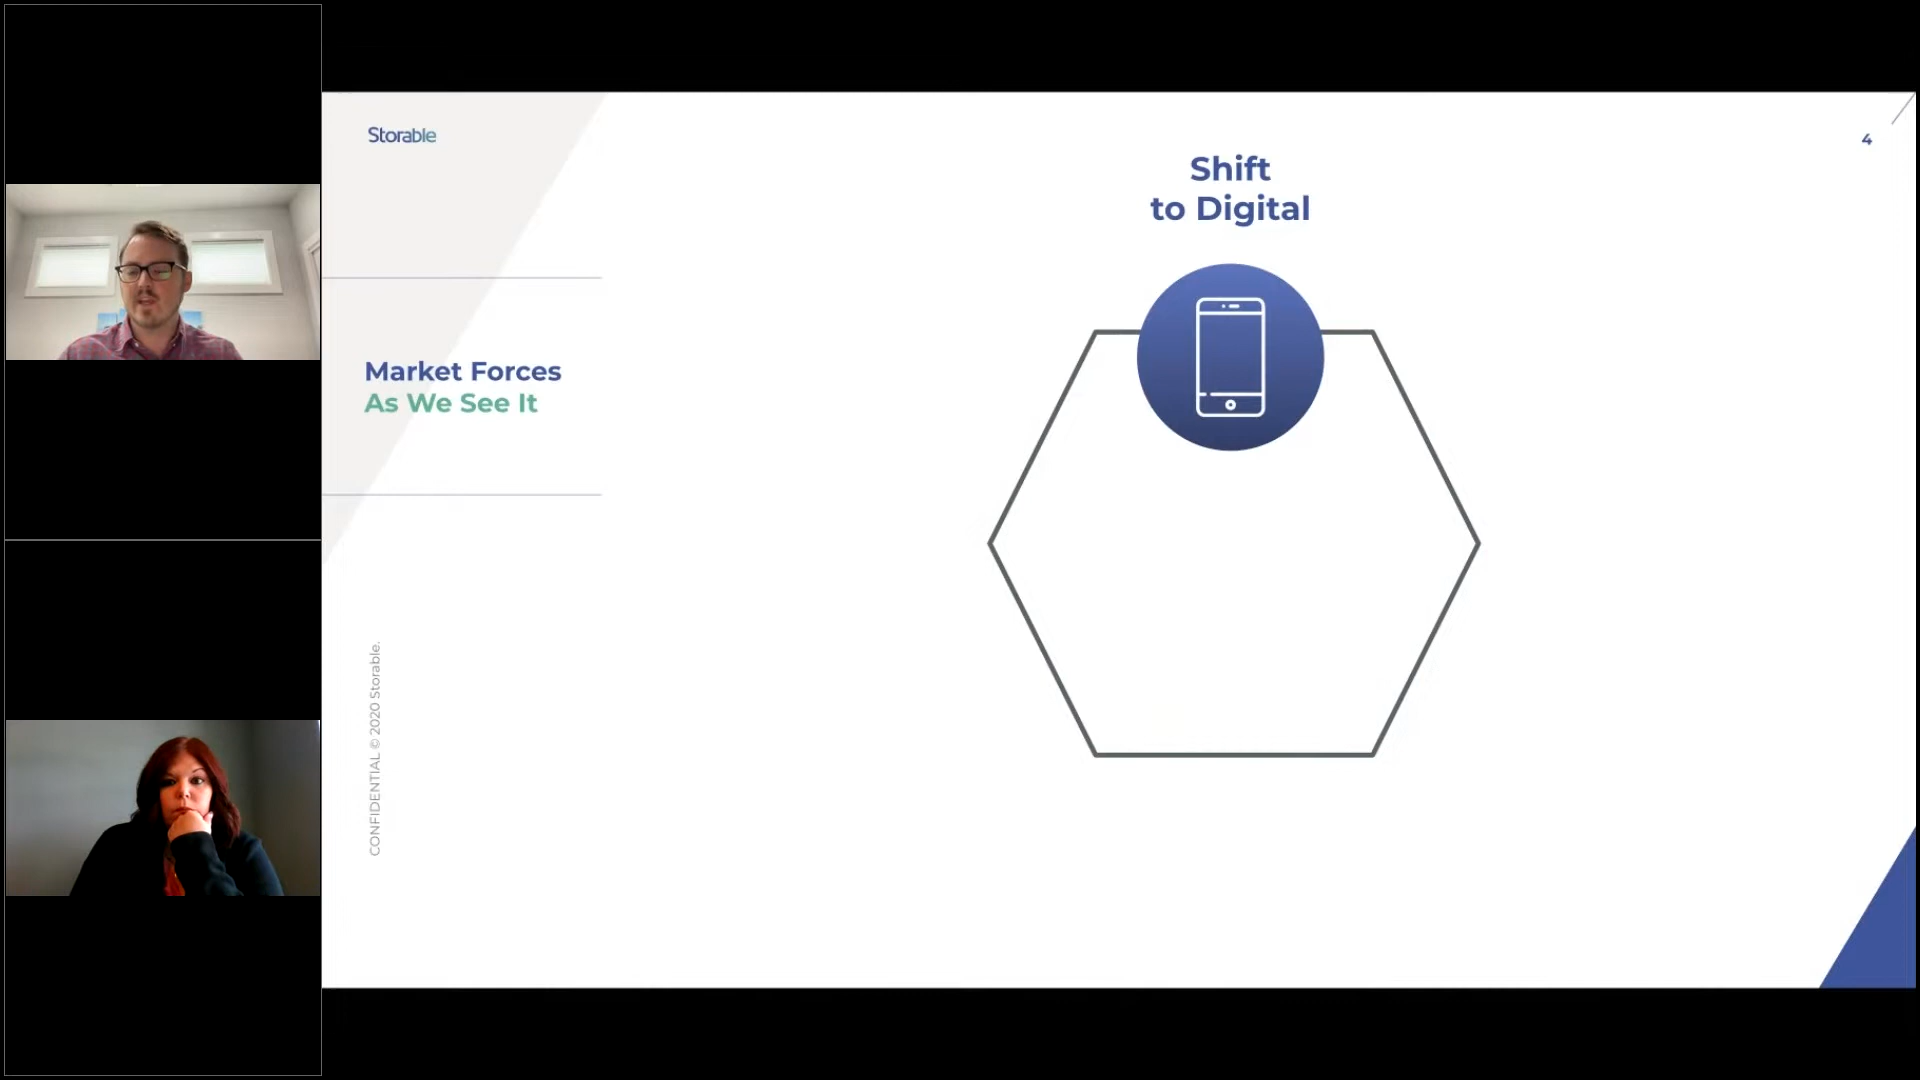 Storable
4
Shift
to Digital
Market Forces
As We See It
CONFIDENTIAL © 2020 Storable.